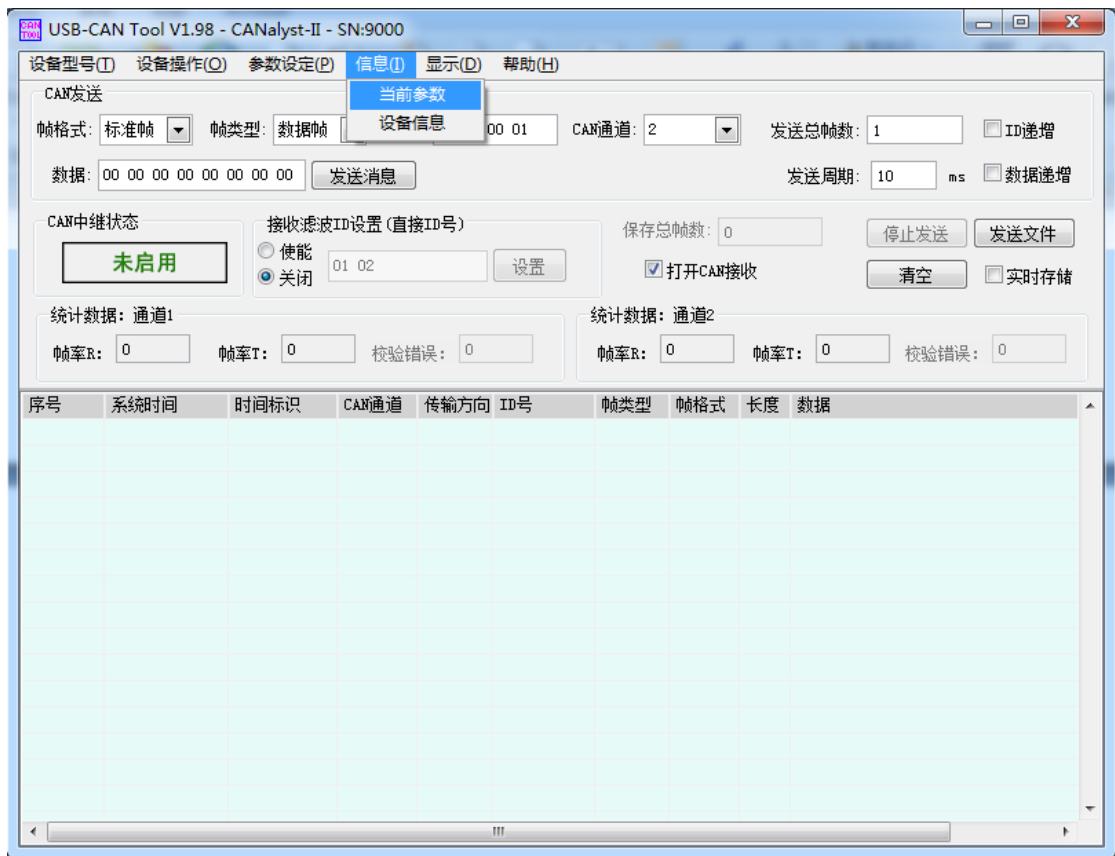 CAN TOOL USB-CAN Tool V1.98 - CANalyst-II - SN:9000
设备型号(T) 设备操作(O) 参数设定(P) 信息(I) 显示(D) 帮助(H)
当前参数
设备信息
CAN发送
帧格式: 标准帧 帧类型: 数据帧 00 01 CAN通道: 2 发送总帧数: 1 ID递增
数据: 00 00 00 00 00 00 00 00 发送消息 发送周期: 10 ms 数据递增
CAN中继状态 接收滤波ID设置(直接ID号) 保存总帧数: 0 停止发送 发送文件
未启用 使能 01 02 设置 打开CAN接收 清空 实时存储
关闭
统计数据: 通道1 统计数据: 通道2
帧率R: 0 帧率T: 0 校验错误: 0 帧率R: 0 帧率T: 0 校验错误: 0
序号 系统时间 时间标识 CAN通道 传输方向 ID号 帧类型 帧格式 长度 数据